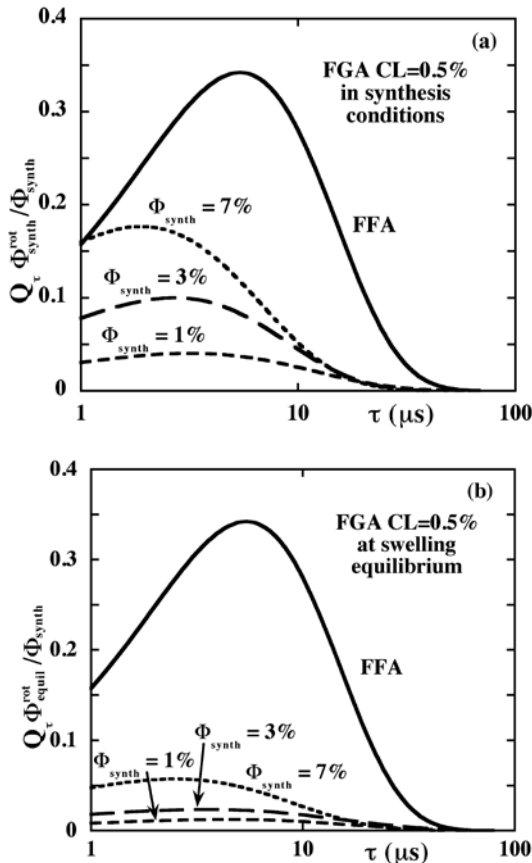 (a)
FGA CL=0.5%
in synthesis
conditions
Q_τ Φ^rot_synth /Φ_synth
0.4
0.3
0.2
0.1
0
Φ_synth = 7%
Φ_synth = 3%
Φ_synth = 1%
FFA
1 10 100
τ (μs)
(b)
FGA CL=0.5%
at swelling
equilibrium
Q_τ Φ^rot_equil /Φ_synth
0.4
0.3
0.2
0.1
0
FFA
Φ_synth = 3%
Φ_synth = 1%
Φ_synth = 7%
1 10 100
τ (μs)